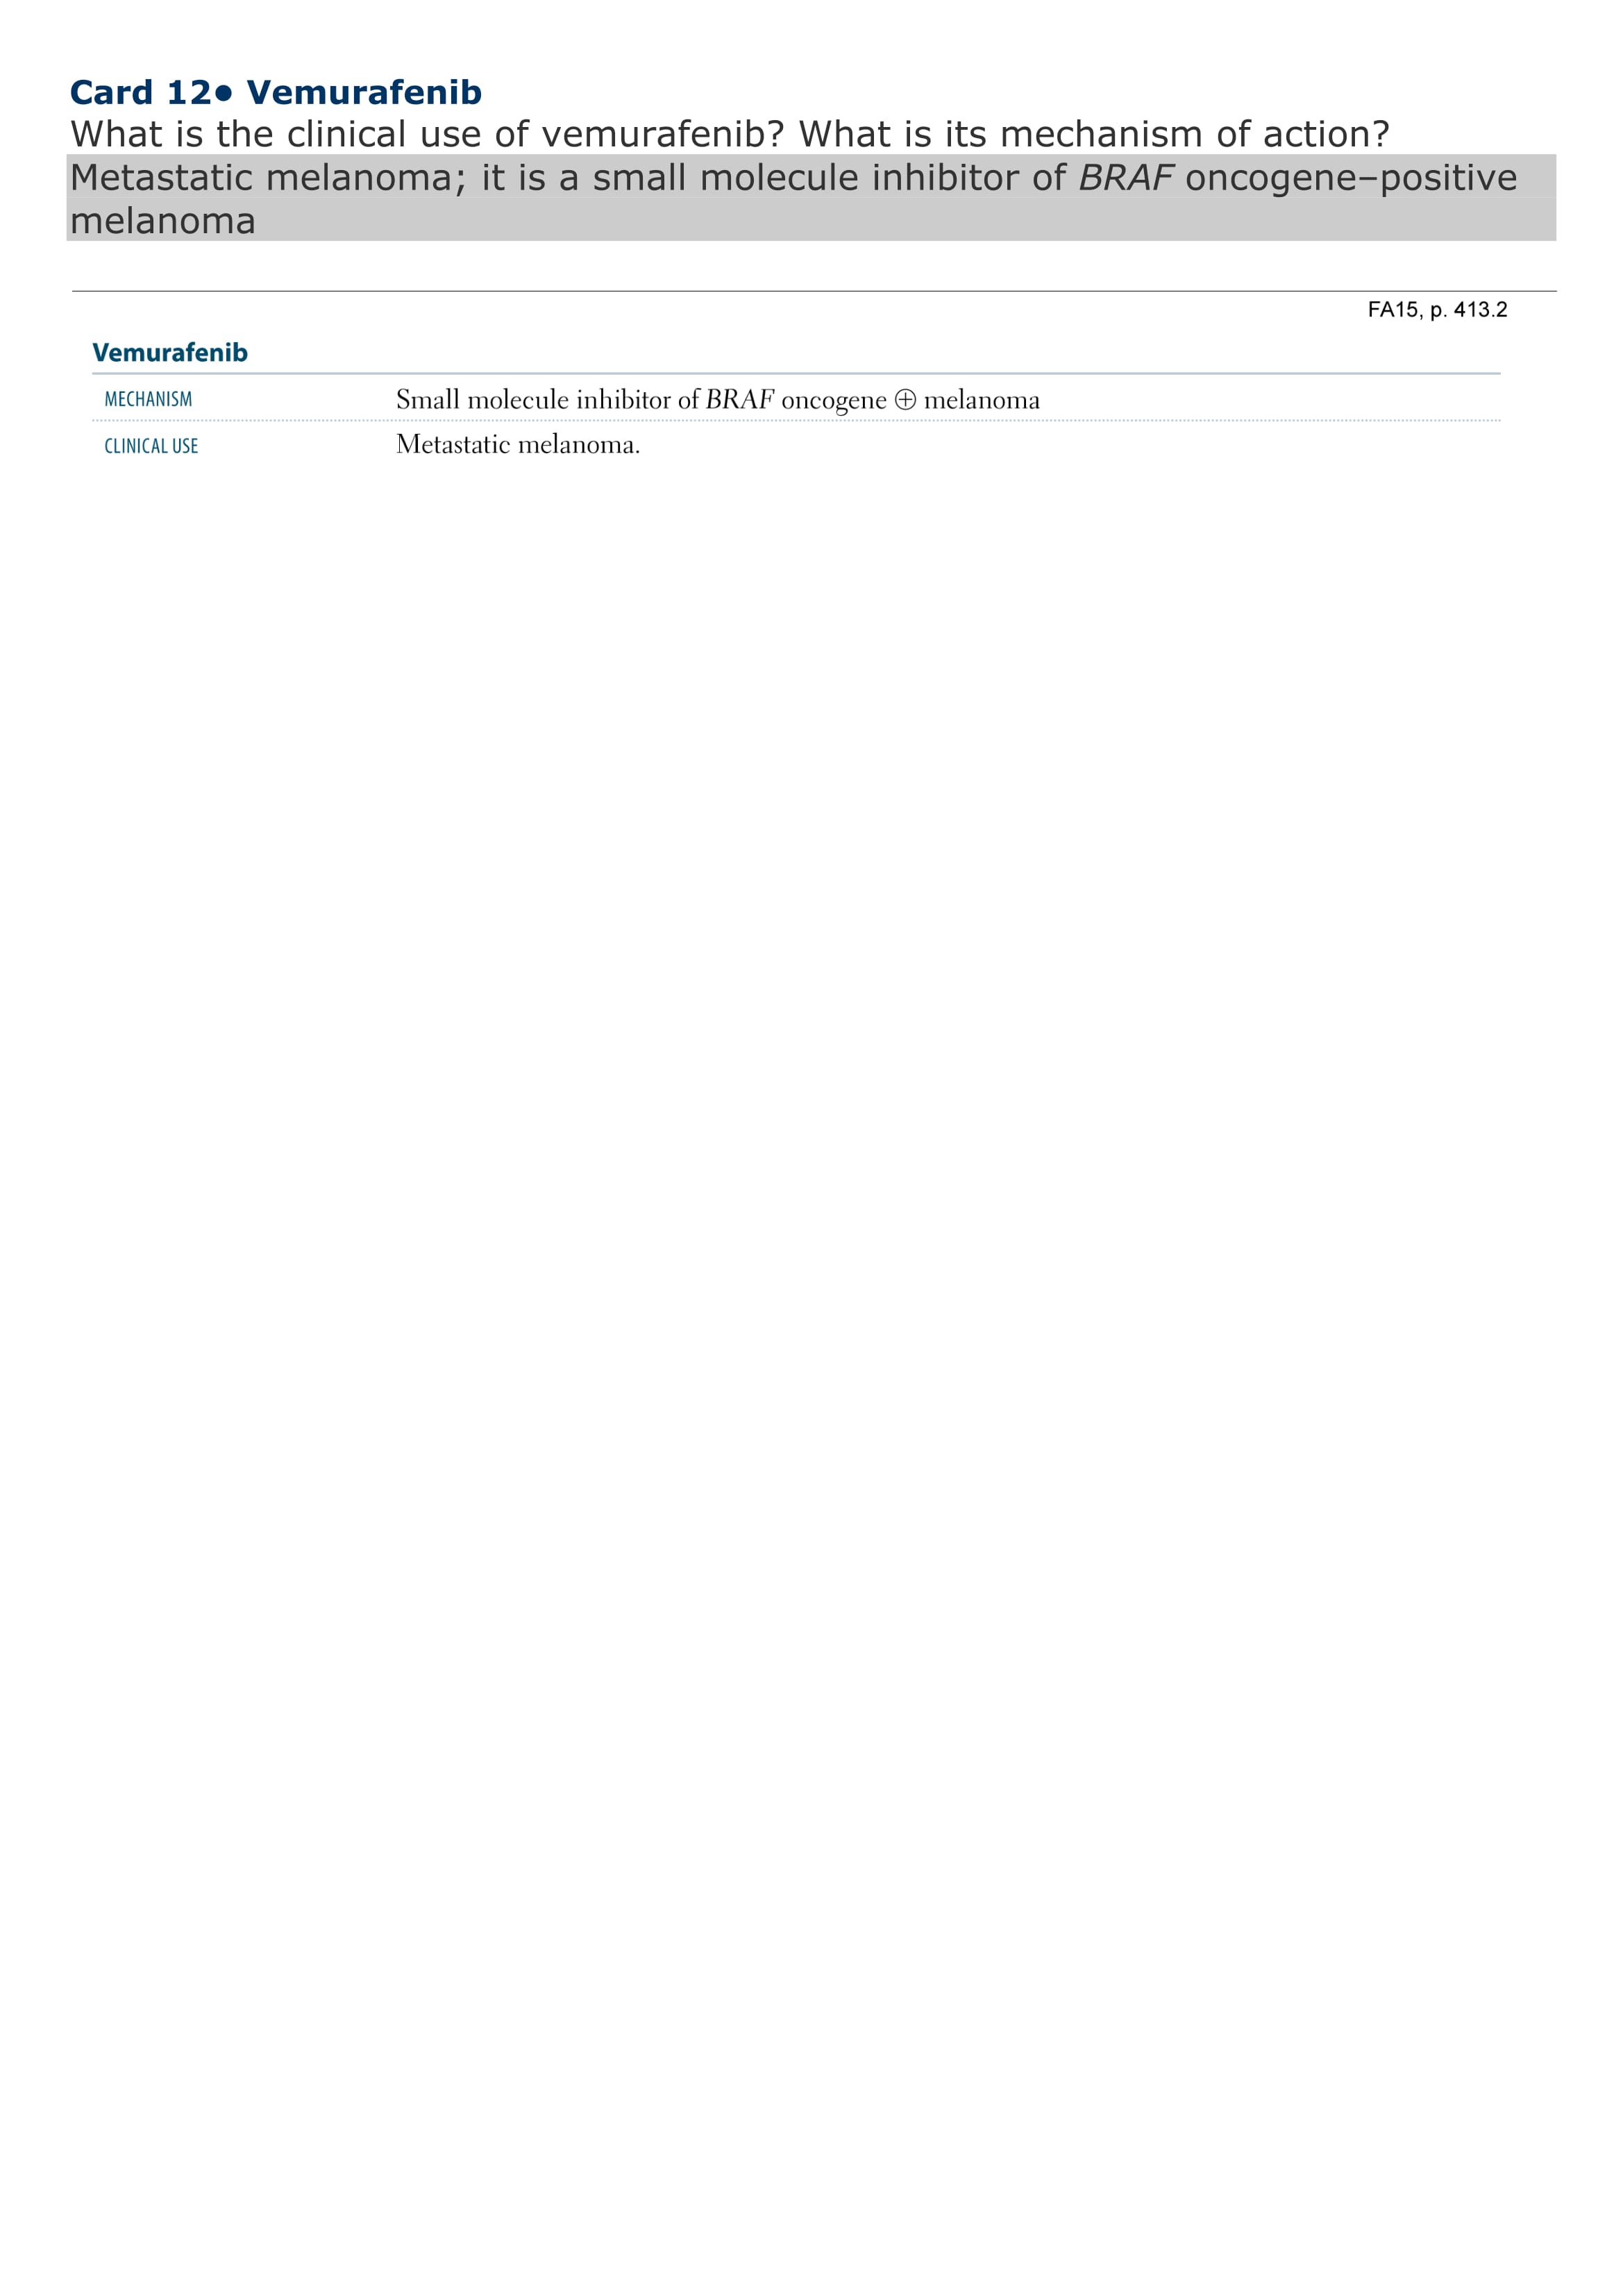 Card 12● Vemurafenib
What is the clinical use of vemurafenib? What is its mechanism of action?
Metastatic melanoma; it is a small molecule inhibitor of BRAF oncogene–positive
melanoma
FA15, p. 413.2
Vemurafenib
MECHANISM Small molecule inhibitor of BRAF oncogene ⊕ melanoma
CLINICAL USE Metastatic melanoma.